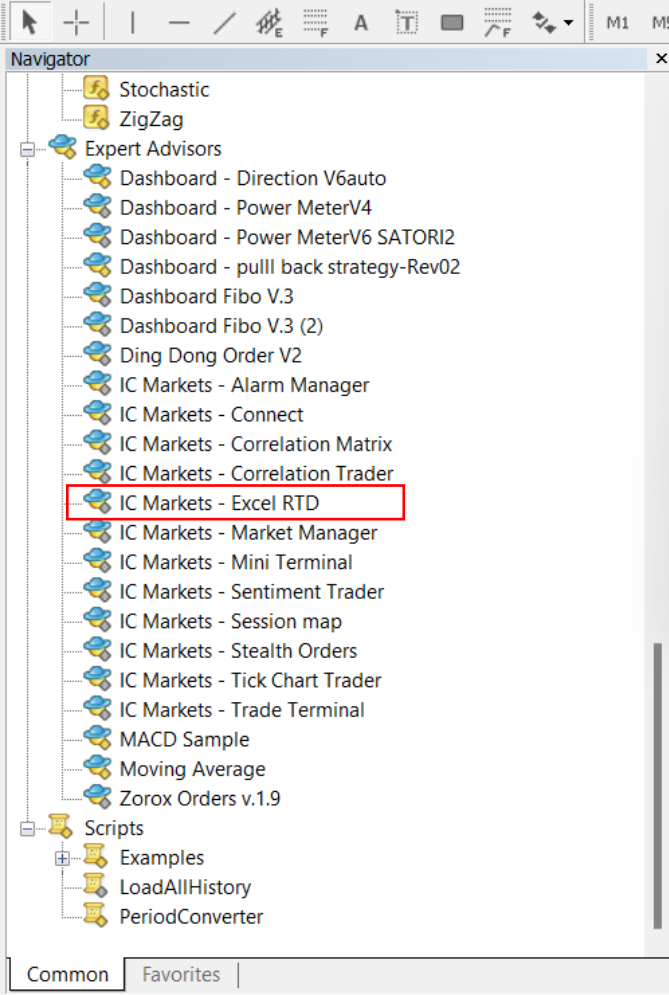 E
F
A
T
F
M1
Navigator
Stochastic
ZigZag
Expert Advisors
Dashboard - Direction V6auto
Dashboard - Power MeterV4
Dashboard - Power MeterV6 SATORI2
Dashboard - pulll back strategy-Rev02
Dashboard Fibo V.3
Dashboard Fibo V.3 (2)
Ding Dong Order V2
IC Markets - Alarm Manager
IC Markets - Connect
IC Markets - Correlation Matrix
IC Markets - Correlation Trader
IC Markets - Excel RTD
IC Markets - Market Manager
IC Markets - Mini Terminal
IC Markets - Sentiment Trader
IC Markets - Session map
IC Markets - Stealth Orders
IC Markets - Tick Chart Trader
IC Markets - Trade Terminal
MACD Sample
Moving Average
Zorox Orders v.1.9
Scripts
Examples
LoadAllHistory
PeriodConverter
Common
Favorites